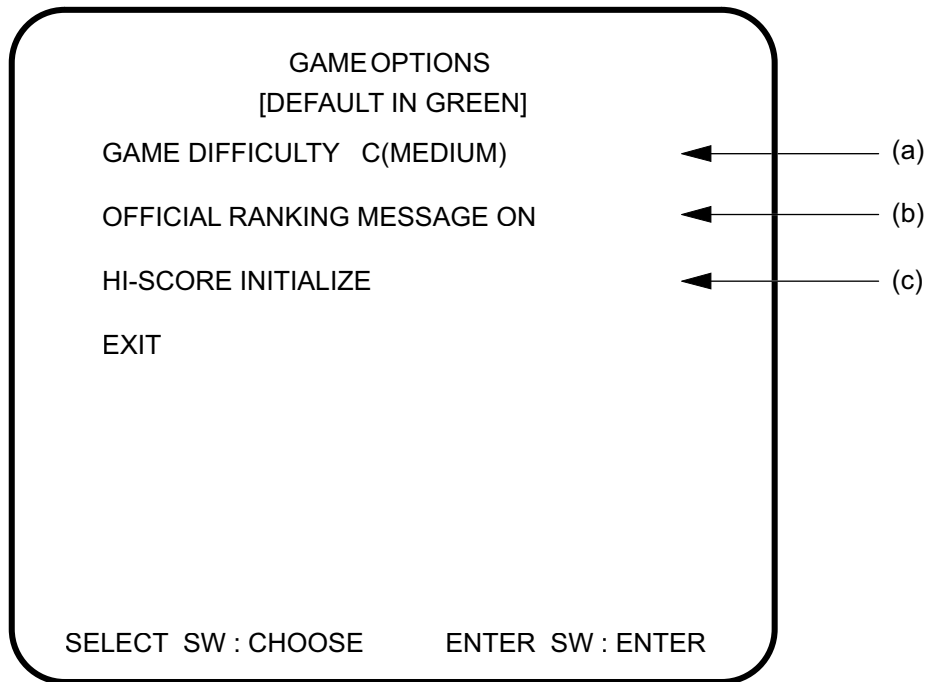 GAME OPTIONS
[DEFAULT IN GREEN]
GAME DIFFICULTY C(MEDIUM)
(a)
OFFICIAL RANKING MESSAGE ON
(b)
HI-SCORE INITIALIZE
(c)
EXIT
SELECT SW : CHOOSE ENTER SW : ENTER